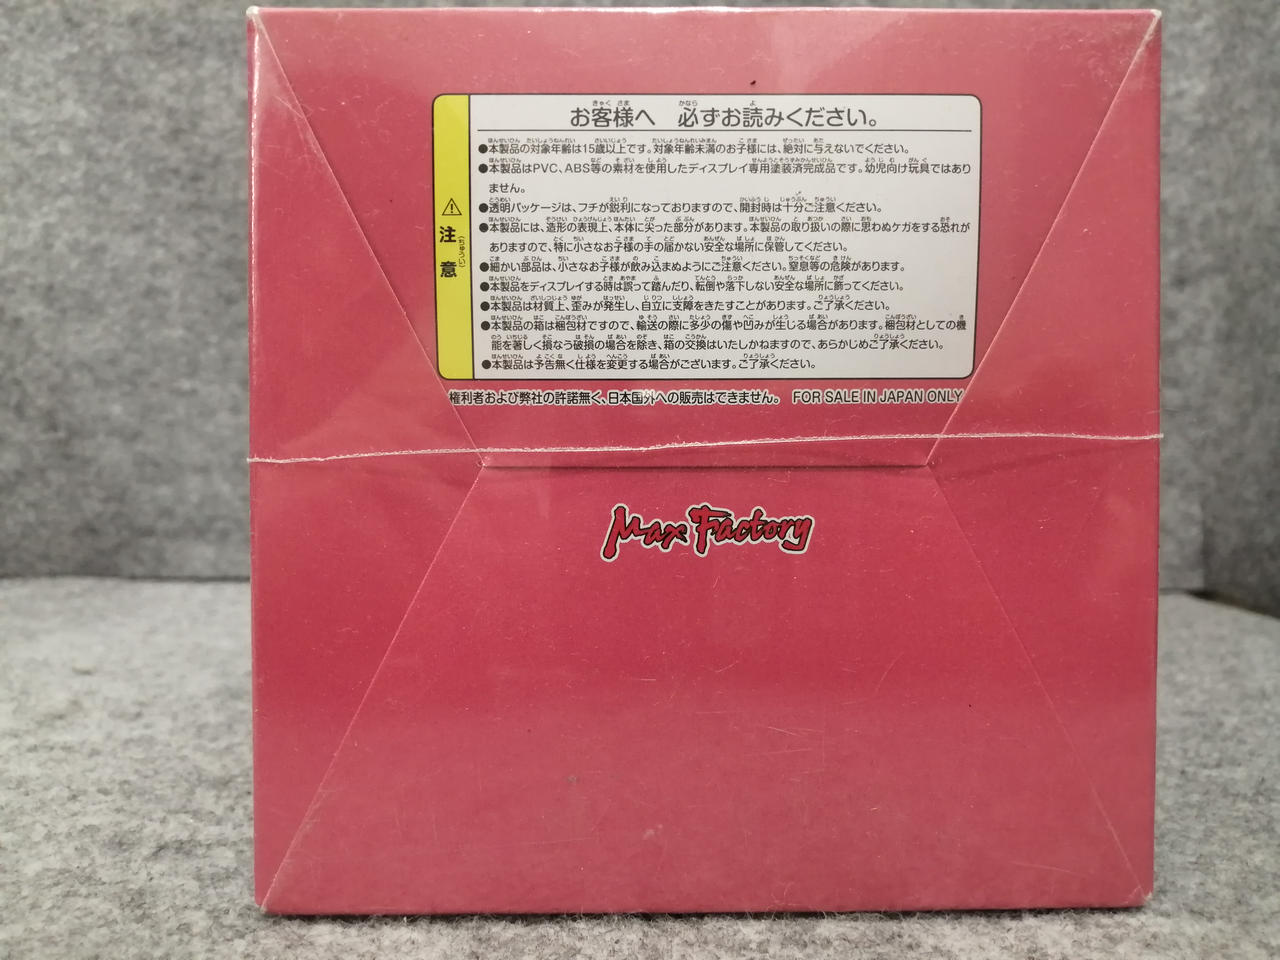 お客様へ 必ずお読みください。
●本製品の対象年齢は15歳以上です。対象年齢未満のお子様には、絶対に与えないでください。
●本製品はPVC、ABS等の素材を使用したディスプレイ専用塗装済完成品です。幼児向け玩具ではあり
ません。
●透明パッケージは、フチが鋭利になっておりますので、開封時は十分ご注意ください。
●本製品には、造形の表現上、本体に尖った部分があります。本製品の取り扱いの際に思わぬケガをする恐れが
ありますので、特に小さなお子様の手の届かない安全な場所に保管してください。
●細かい部品は、小さなお子様が飲み込まぬようにご注意ください。窒息等の危険があります。
●本製品をディスプレイする時は誤って踏んだり、転倒や落下しない安全な場所に飾ってください。
●本製品は材質上、歪みが発生し、自立に支障をきたすことがあります。ご了承ください。
●本製品の箱は梱包材ですので、輸送の際に多少の傷や凹みが生じる場合があります。梱包材としての機
能を著しく損なう破損の場合を除き、箱の交換はいたしかねますので、あらかじめご了承ください。
●本製品は予告無く仕様を変更する場合がございます。ご了承ください。
注意
(ちゅうい)
権利者および弊社の許諾無く、日本国外への販売はできません。 FOR SALE IN JAPAN ONLY
Max Factory